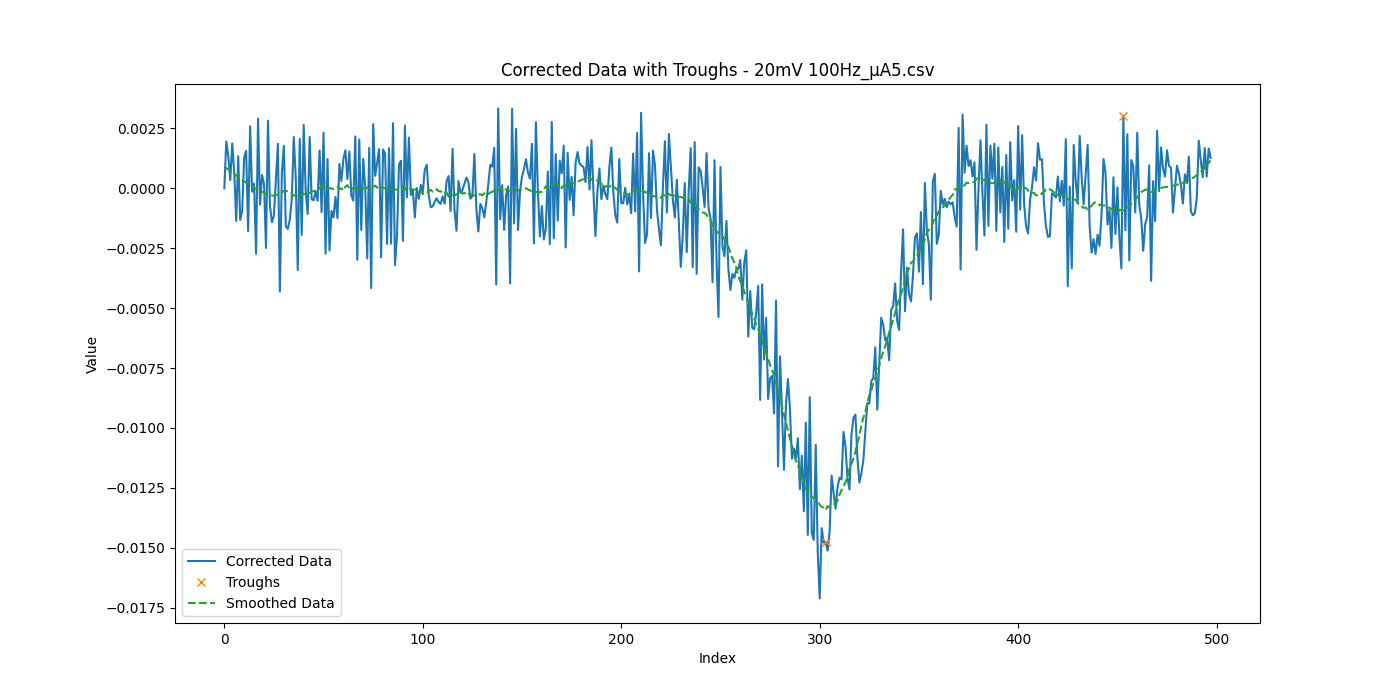 Corrected Data with Troughs - 20mV 100Hz_μA5.csv
Value
0.0025
0.0000
−0.0025
−0.0050
−0.0075
−0.0100
−0.0125
−0.0150
−0.0175
Corrected Data
Troughs
Smoothed Data
0 100 200 300 400 500
Index